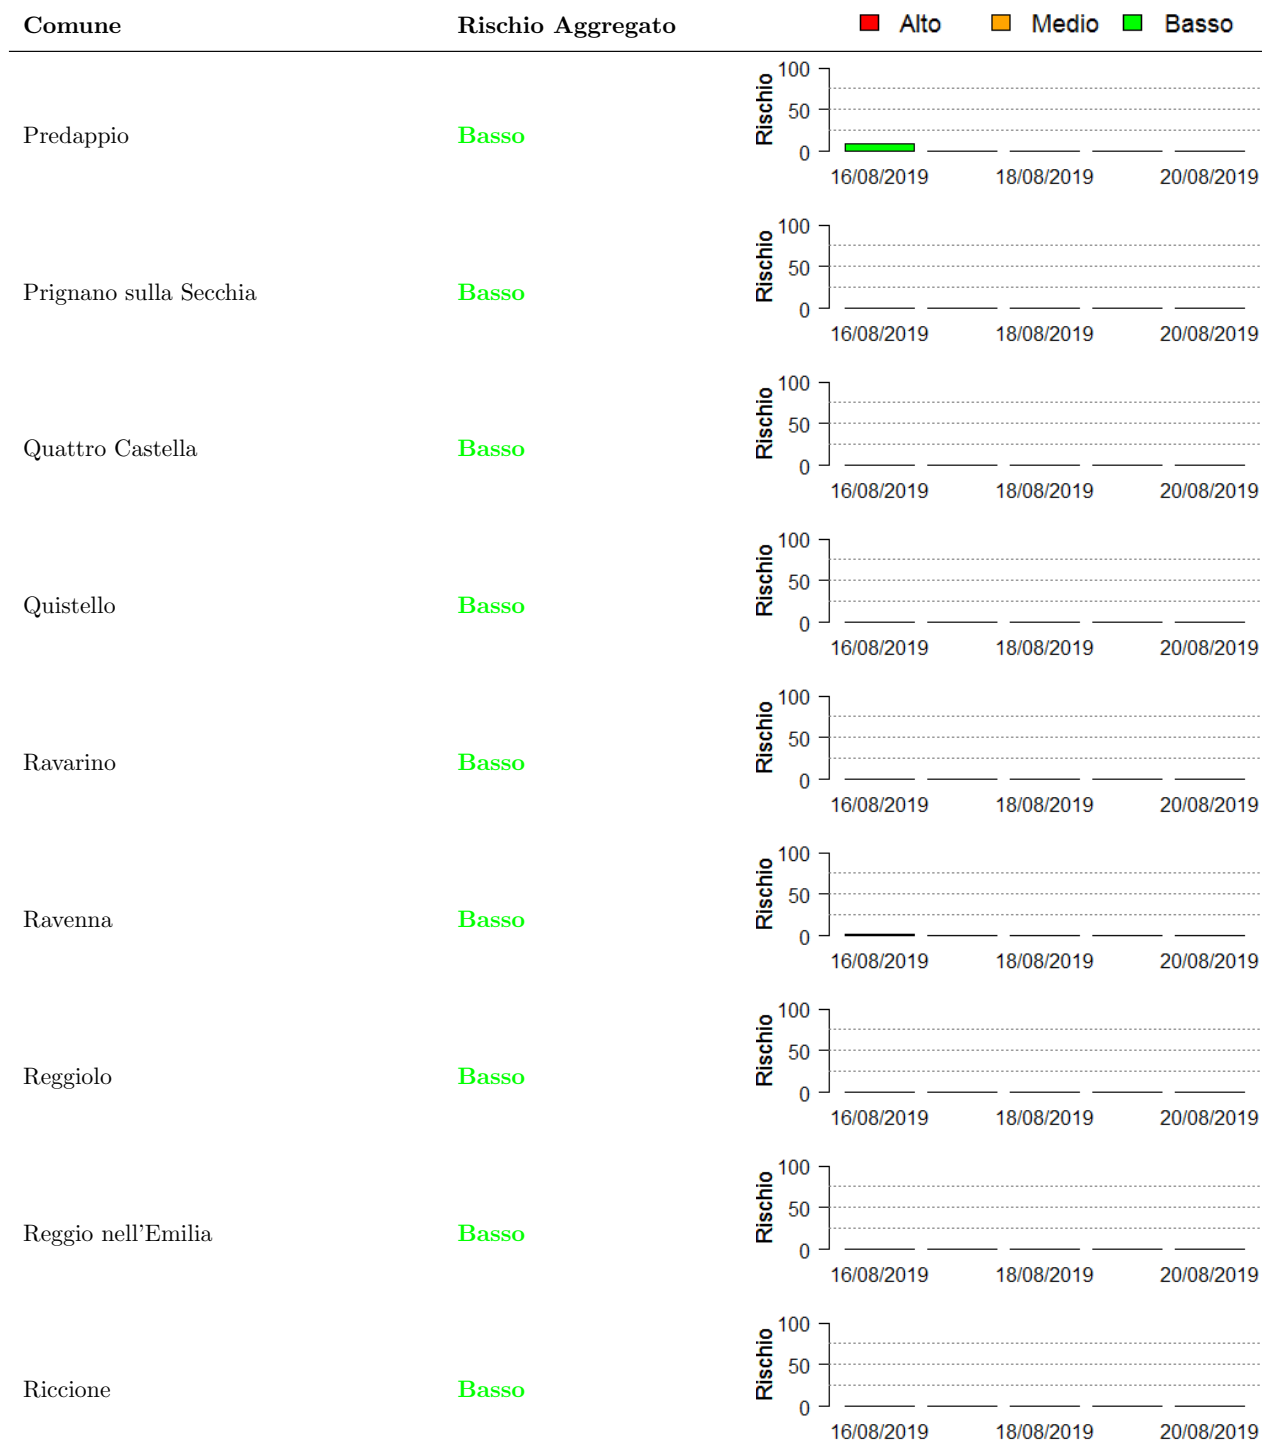 Comune Rischio Aggregato Alto Medio Basso
Predappio Basso
Rischio
100
50
0
16/08/2019 18/08/2019 20/08/2019
Prignano sulla Secchia Basso
Rischio
100
50
0
16/08/2019 18/08/2019 20/08/2019
Quattro Castella Basso
Rischio
100
50
0
16/08/2019 18/08/2019 20/08/2019
Quistello Basso
Rischio
100
50
0
16/08/2019 18/08/2019 20/08/2019
Ravarino Basso
Rischio
100
50
0
16/08/2019 18/08/2019 20/08/2019
Ravenna Basso
Rischio
100
50
0
16/08/2019 18/08/2019 20/08/2019
Reggiolo Basso
Rischio
100
50
0
16/08/2019 18/08/2019 20/08/2019
Reggio nell'Emilia Basso
Rischio
100
50
0
16/08/2019 18/08/2019 20/08/2019
Riccione Basso
Rischio
100
50
0
16/08/2019 18/08/2019 20/08/2019